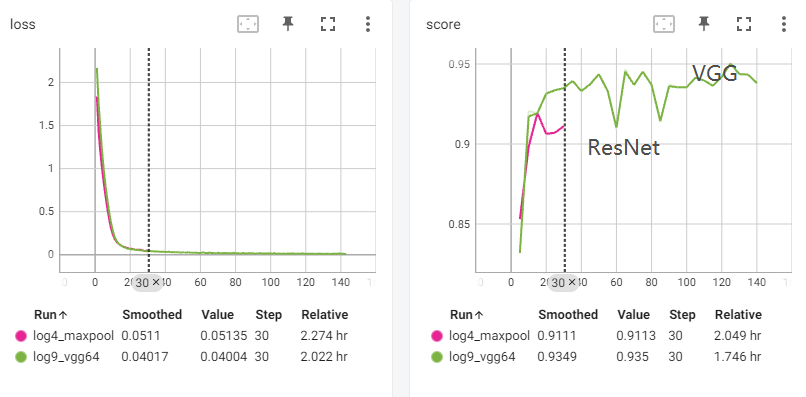 loss
2
1.5
1
0.5
0
0
20
30 ×
40
60
80
100
120
140
Run↑ Smoothed Value Step Relative
log4_maxpool 0.0511 0.05135 30 2.274 hr
log9_vgg64 0.04017 0.04004 30 2.022 hr
score
0.95
0.9
0.85
VGG
ResNet
0
20
30 ×
40
60
80
100
120
140
Run↑ Smoothed Value Step Relative
log4_maxpool 0.9111 0.9113 30 2.049 hr
log9_vgg64 0.9349 0.935 30 1.746 hr